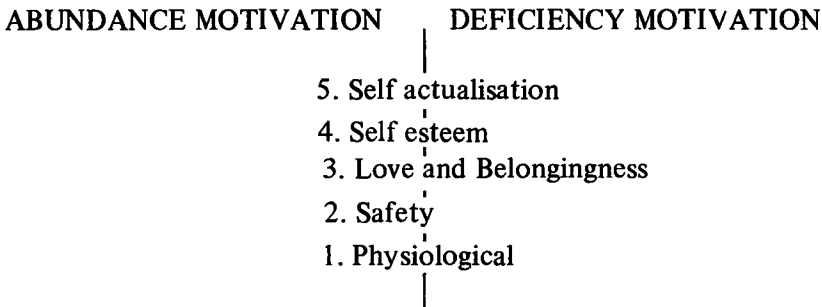 ABUNDANCE MOTIVATION DEFICIENCY MOTIVATION
5. Self actualisation
4. Self esteem
3. Love and Belongingness
2. Safety
1. Physiological